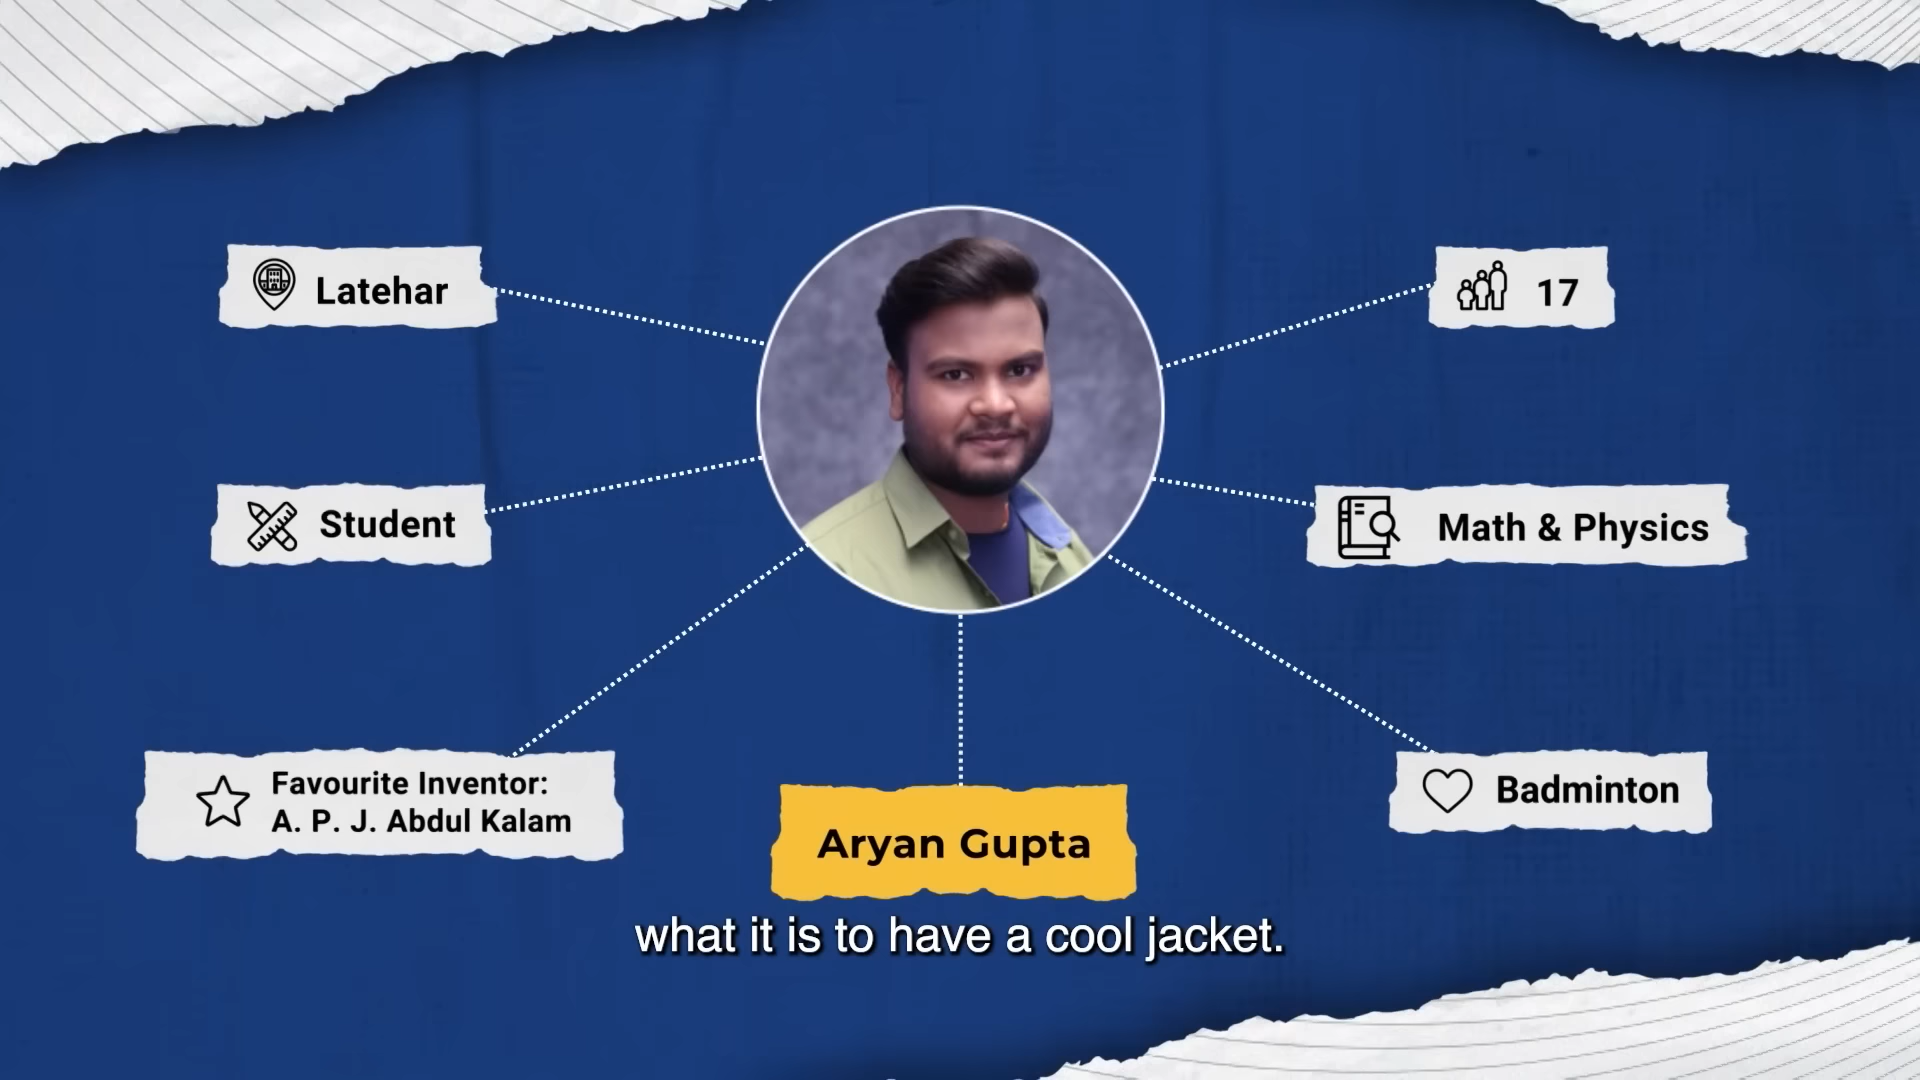 Latehar
17
Student
Math & Physics
Favourite Inventor:
A. P. J. Abdul Kalam
Badminton
Aryan Gupta
what it is to have a cool jacket.